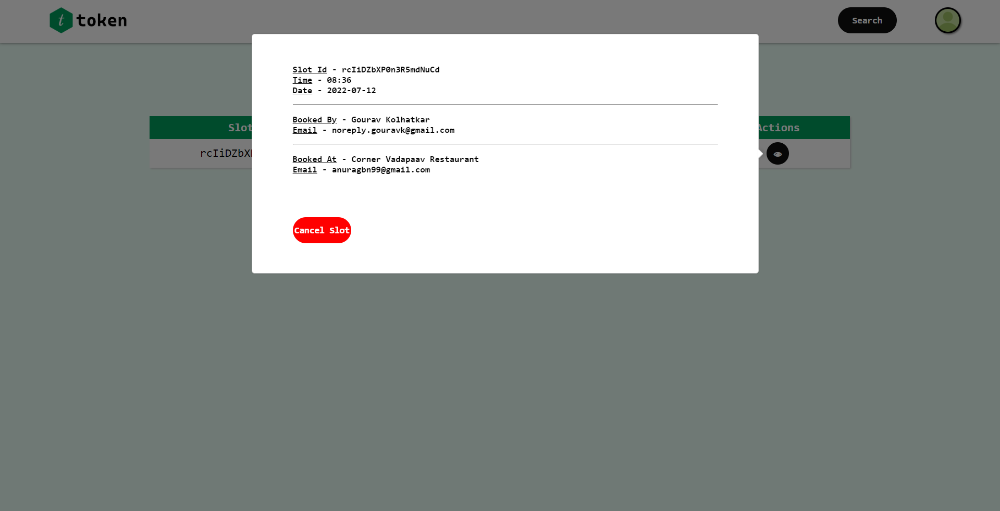 t token
Search
Slot
Actions
rcIiDZbX
Slot Id - rcIiDZbXP0n3R5mdNuCd
Time - 08:36
Date - 2022-07-12
Booked By - Gourav Kolhatkar
Email - noreply.gouravk@gmail.com
Booked At - Corner Vadapaav Restaurant
Email - anuragbn99@gmail.com
Cancel Slot